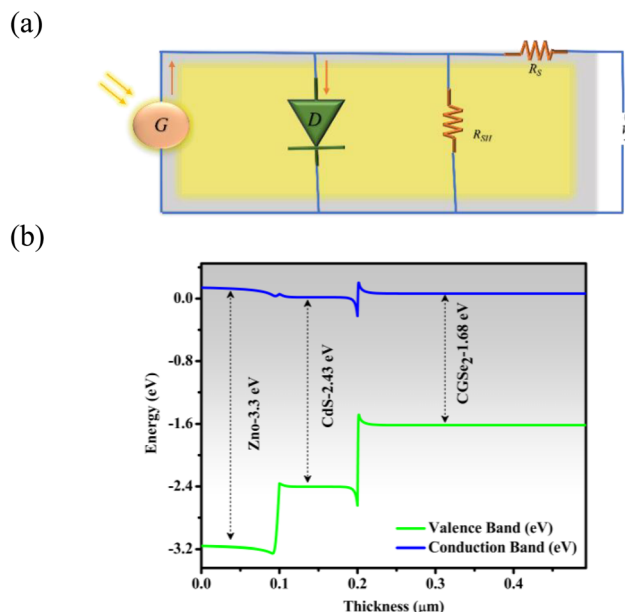 (a)
R_S
G
D
R_SH
(b)
Energy (eV)
0.0
-0.8
-1.6
-2.4
-3.2
Zno-3.3 eV
CdS-2.43 eV
CGSe2-1.68 eV
Valence Band (eV)
Conduction Band (eV)
0.0 0.1 0.2 0.3 0.4
Thickness (μm)